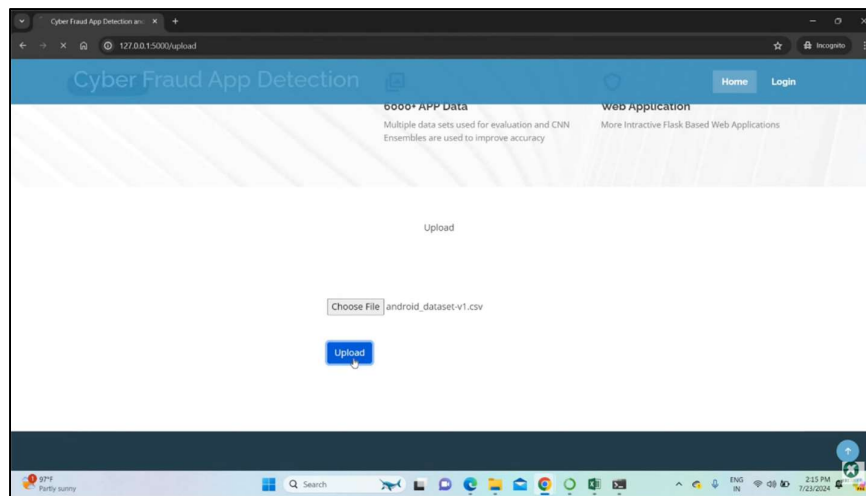 Cyber Fraud App Detection and
127.0.0.1:5000/upload
Incognito
Cyber Fraud App Detection
Home
Login
6000+ APP Data
Web Application
Multiple data sets used for evaluation and CNN
More Intractive Flask Based Web Applications
Ensembles are used to improve accuracy
Upload
Choose File android_dataset-v1.csv
Upload
97°F
Partly sunny
Search
ENG
IN
2:15 PM
7/23/2024